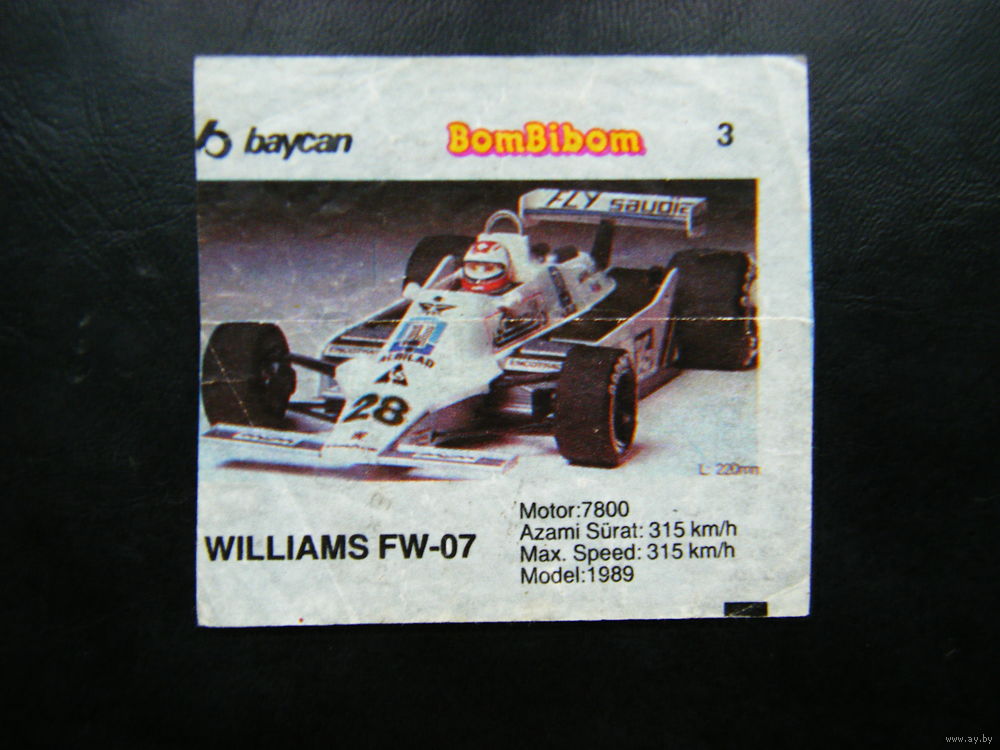 baycan
BomBibom
3
FLY saudia
BILAD
28
L: 220mm
WILLIAMS FW-07
Motor:7800
Azami Sürat: 315 km/h
Max. Speed: 315 km/h
Model:1989
www.ay.by